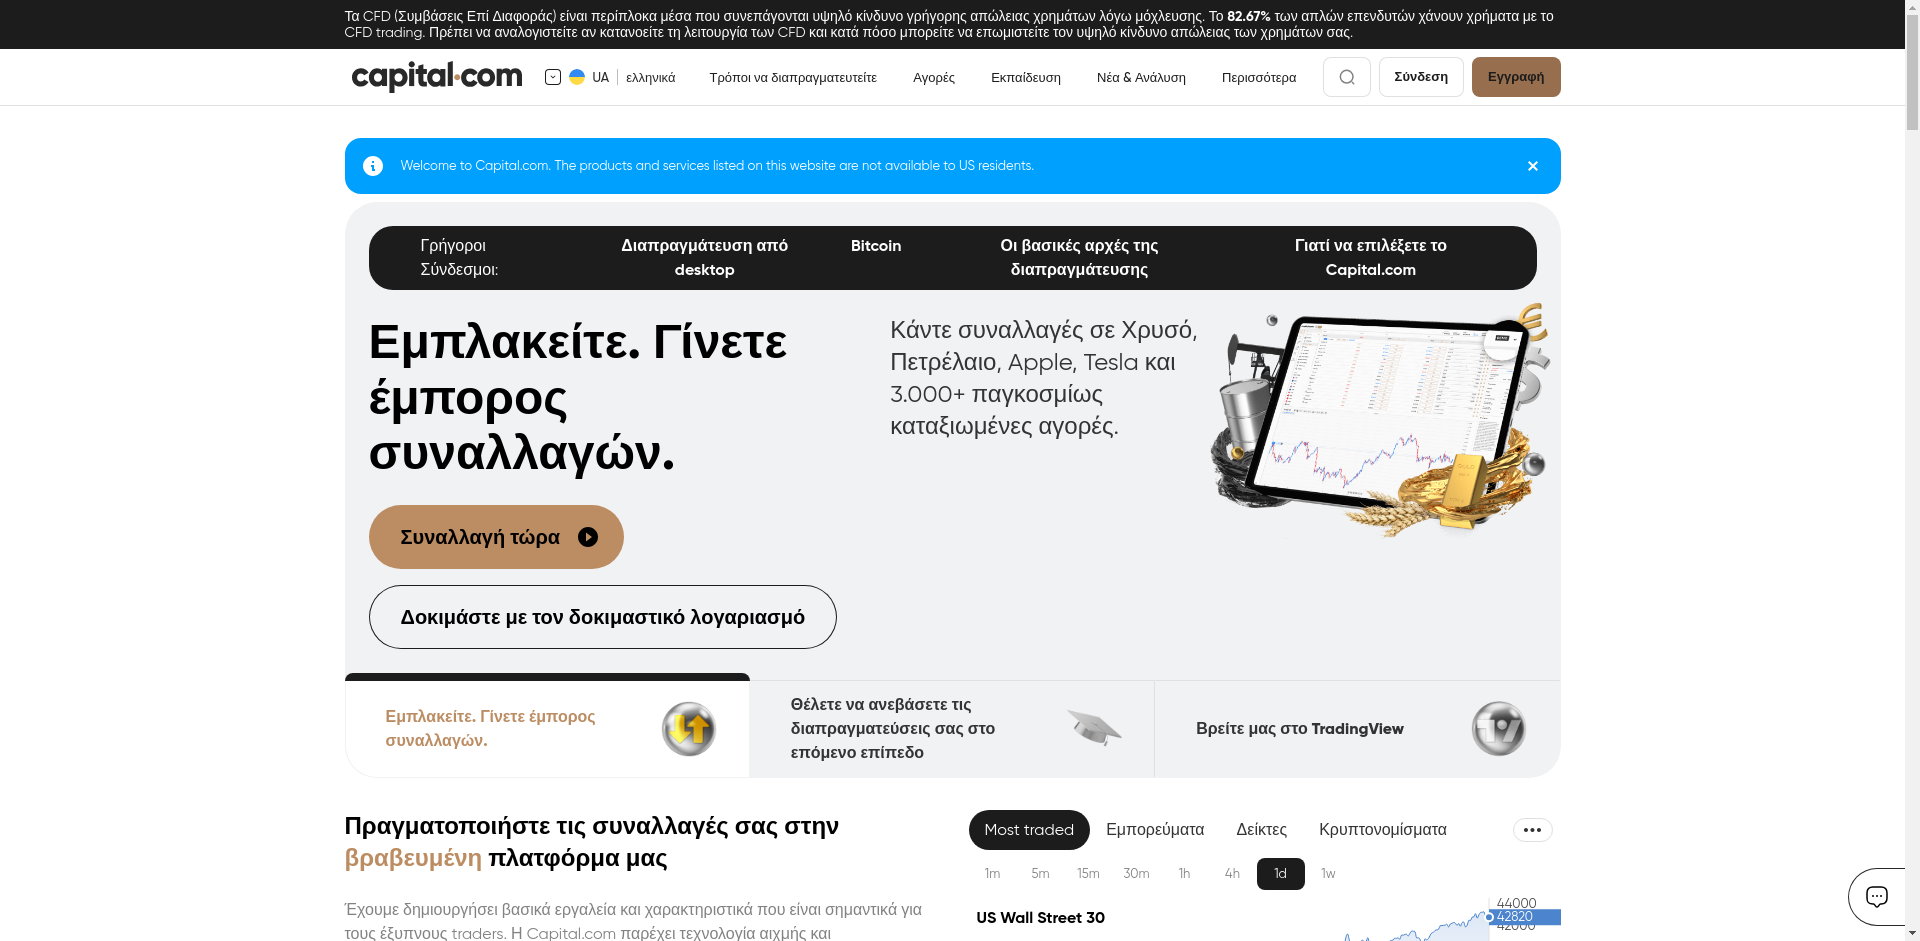 Τα CFD (Συμβάσεις Επί Διαφοράς) είναι περίπλοκα μέσα που συνεπάγονται υψηλό κίνδυνο γρήγορης απώλειας χρημάτων λόγω μόχλευσης. Το 82.67% των απλών επενδυτών χάνουν χρήματα με το
CFD trading. Πρέπει να αναλογιστείτε αν κατανοείτε τη λειτουργία των CFD και κατά πόσο μπορείτε να επωμιστείτε τον υψηλό κίνδυνο απώλειας των χρημάτων σας.
capital.com UA ελληνικά Τρόποι να διαπραγματευτείτε Αγορές Εκπαίδευση Νέα & Ανάλυση Περισσότερα Σύνδεση Εγγραφή
Welcome to Capital.com. The products and services listed on this website are not available to US residents.
Γρήγοροι
Σύνδεσμοι:
Διαπραγμάτευση από
desktop
Bitcoin
Οι βασικές αρχές της
διαπραγμάτευσης
Γιατί να επιλέξετε το
Capital.com
Εμπλακείτε. Γίνετε
έμπορος
συναλλαγών.
Κάντε συναλλαγές σε Χρυσό,
Πετρέλαιο, Apple, Tesla και
3.000+ παγκοσμίως
καταξιωμένες αγορές.
Συναλλαγή τώρα
Δοκιμάστε με τον δοκιμαστικό λογαριασμό
Εμπλακείτε. Γίνετε έμπορος
συναλλαγών.
Θέλετε να ανεβάσετε τις
διαπραγματεύσεις σας στο
επόμενο επίπεδο
Βρείτε μας στο TradingView
Πραγματοποιήστε τις συναλλαγές σας στην
βραβευμένη πλατφόρμα μας
Έχουμε δημιουργήσει βασικά εργαλεία και χαρακτηριστικά που είναι σημαντικά για
τους έξυπνους traders. Η Capital.com παρέχει τεχνολογία αιχμής και
Most traded Εμπορεύματα Δείκτες Κρυπτονομίσματα
1m 5m 15m 30m 1h 4h 1d 1w
US Wall Street 30
44000
42820
42000